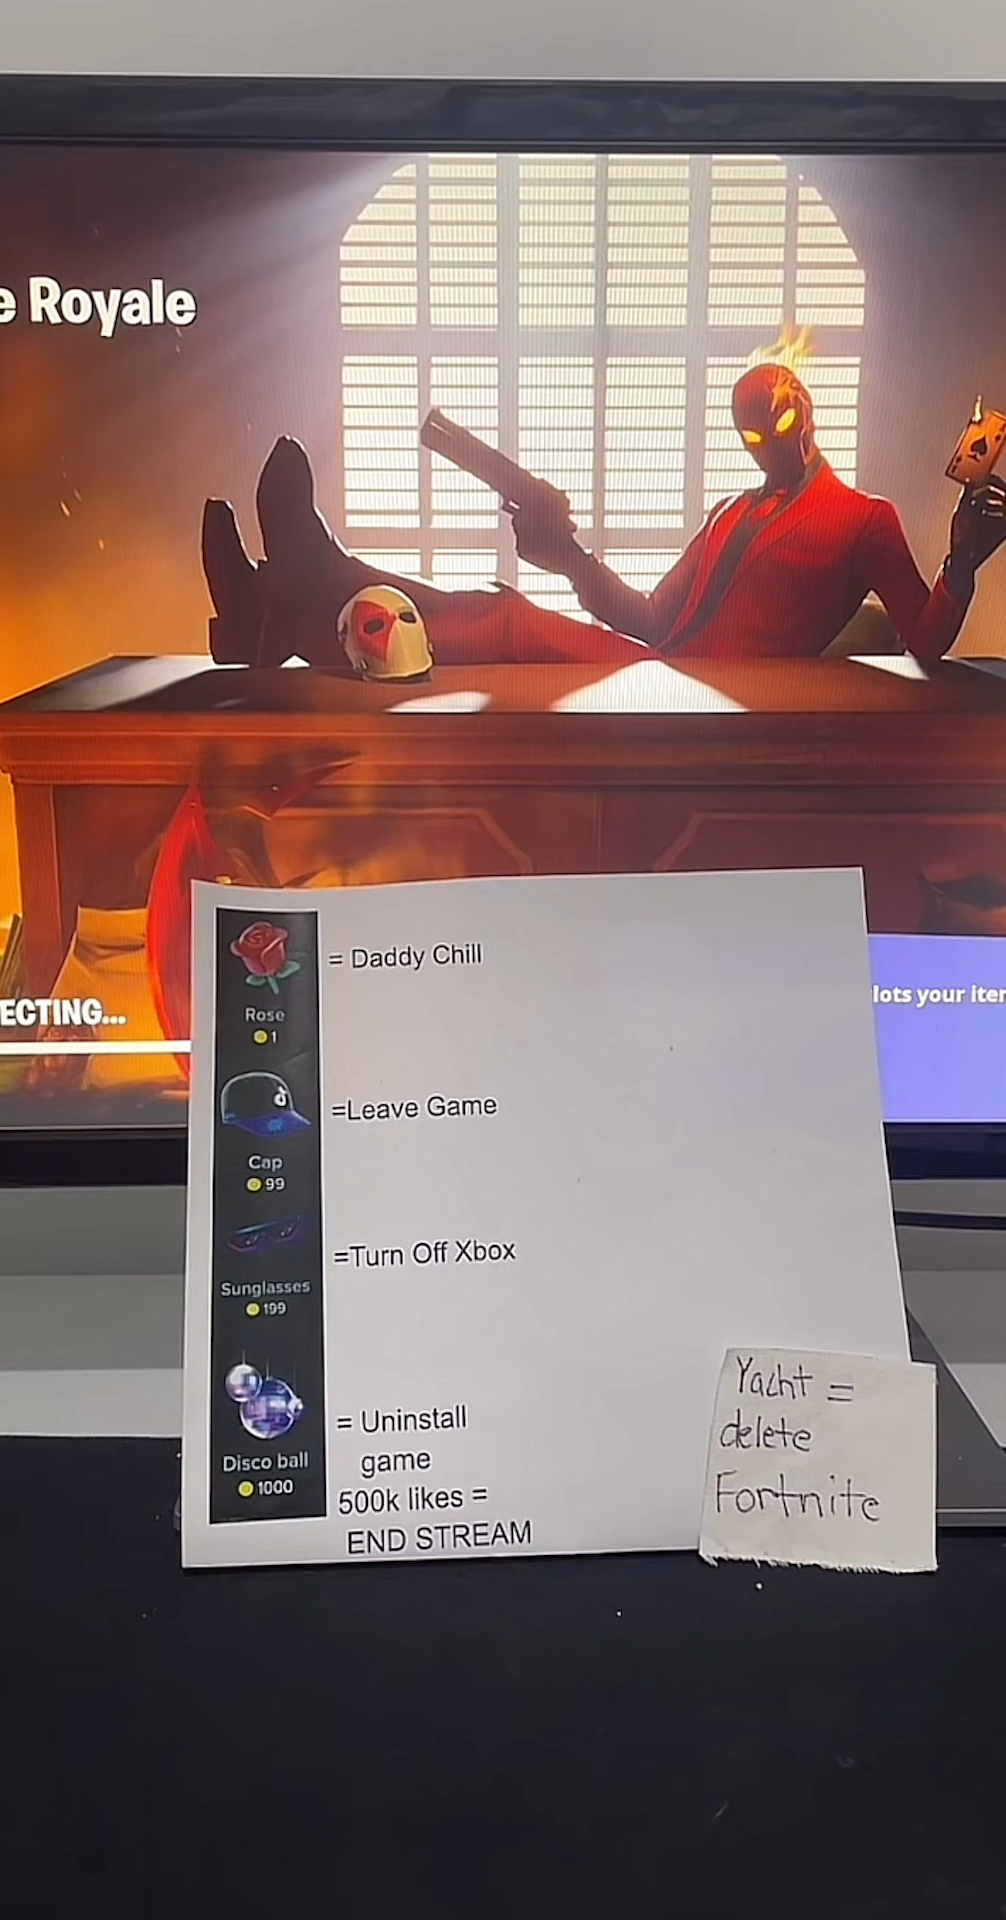 e Royale
= Daddy Chill
Rose
1
=Leave Game
Cap
99
=Turn Off Xbox
Sunglasses
199
= Uninstall
game
Disco ball
1000
500k likes =
END STREAM
Yacht =
delete
Fortnite
ECTING...
lots your iter